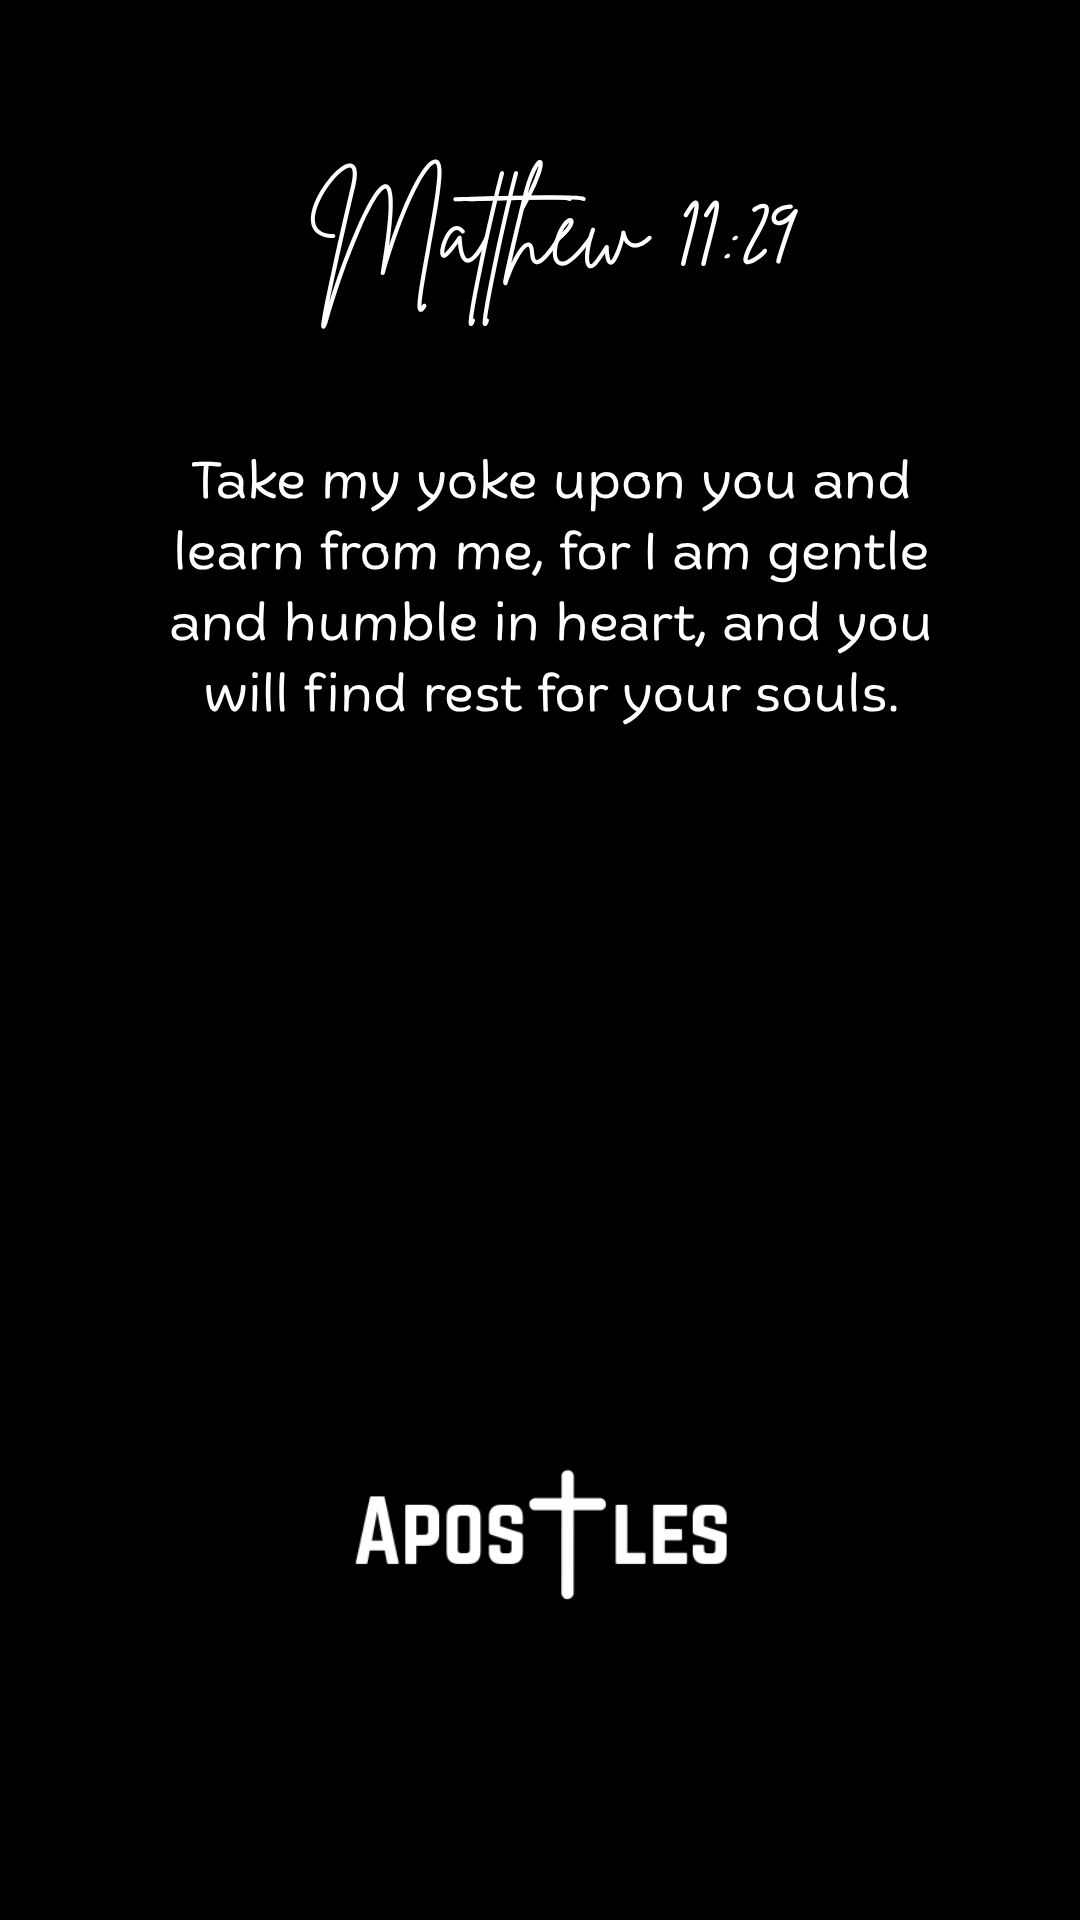 Matthew 11:29
Take my yoke upon you and
learn from me, for I am gentle
and humble in heart, and you
will find rest for your souls.
Apostles